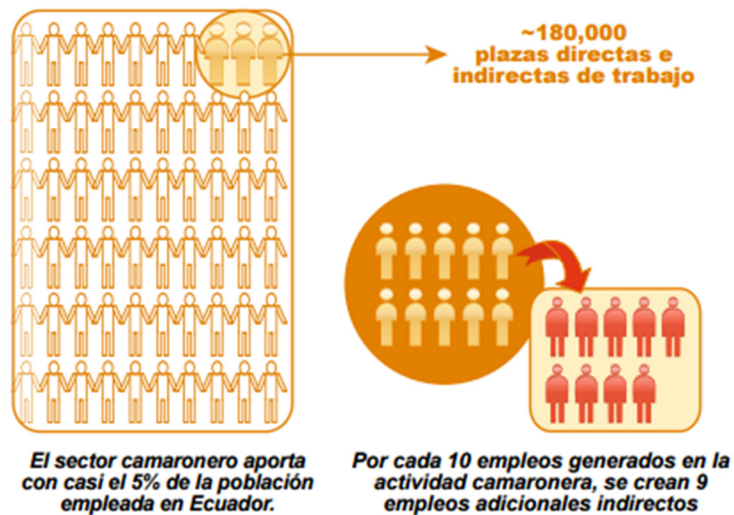 ~180,000
plazas directas e
indirectas de trabajo
El sector camaronero aporta
con casi el 5% de la población
empleada en Ecuador.
Por cada 10 empleos generados en la
actividad camaronera, se crean 9
empleos adicionales indirectos